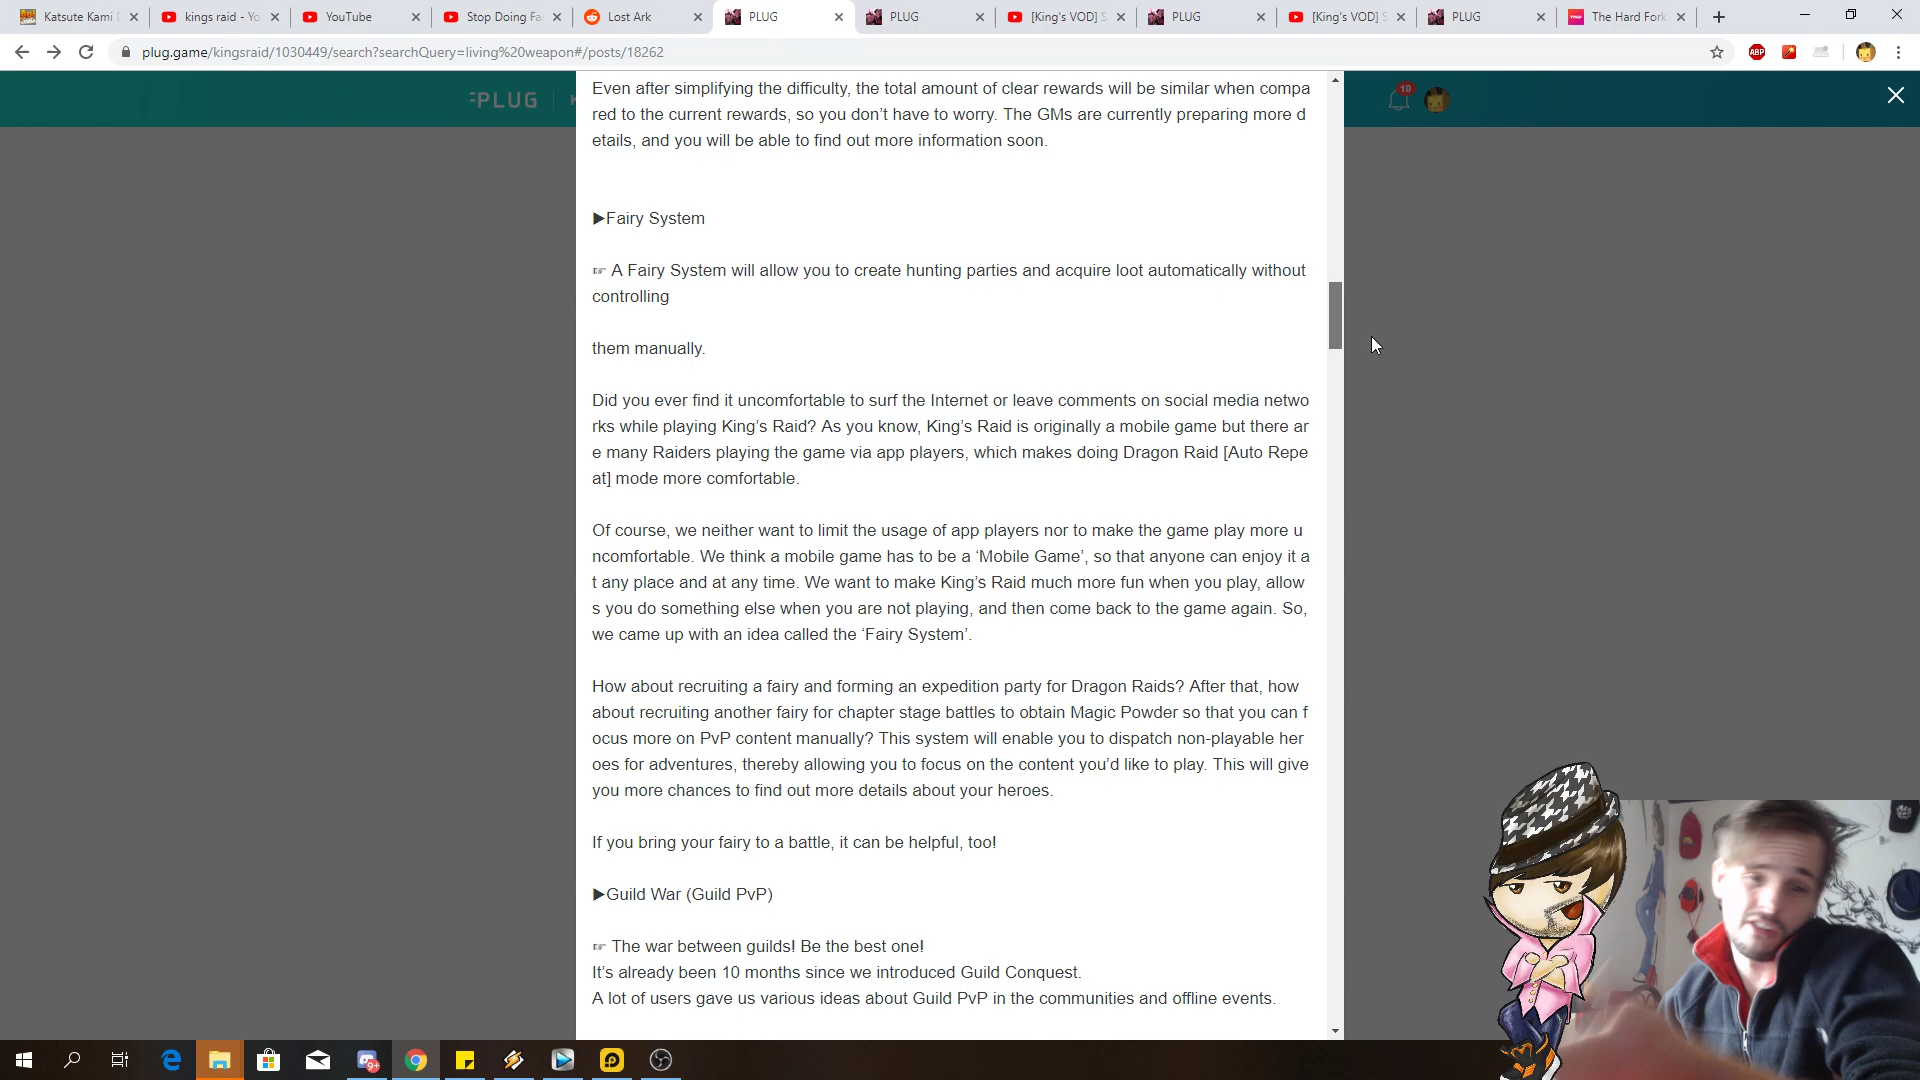 Katsute Kami
kings raid - Yo
YouTube
Stop Doing Fa
Lost Ark
PLUG
PLUG
[King's VOD] S
PLUG
[King's VOD] S
PLUG
The Hard Fork
plug.game/kingsraid/1030449/search?searchQuery=living%20weapon#/posts/18262
ABP
PLUG
10
Even after simplifying the difficulty, the total amount of clear rewards will be similar when compa
red to the current rewards, so you don't have to worry. The GMs are currently preparing more d
etails, and you will be able to find out more information soon.
▶Fairy System
☞ A Fairy System will allow you to create hunting parties and acquire loot automatically without
controlling
them manually.
Did you ever find it uncomfortable to surf the Internet or leave comments on social media netwo
rks while playing King's Raid? As you know, King's Raid is originally a mobile game but there ar
e many Raiders playing the game via app players, which makes doing Dragon Raid [Auto Repe
at] mode more comfortable.
Of course, we neither want to limit the usage of app players nor to make the game play more u
ncomfortable. We think a mobile game has to be a ‘Mobile Game’, so that anyone can enjoy it a
t any place and at any time. We want to make King's Raid much more fun when you play, allow
s you do something else when you are not playing, and then come back to the game again. So,
we came up with an idea called the ‘Fairy System’.
How about recruiting a fairy and forming an expedition party for Dragon Raids? After that, how
about recruiting another fairy for chapter stage battles to obtain Magic Powder so that you can f
ocus more on PvP content manually? This system will enable you to dispatch non-playable her
oes for adventures, thereby allowing you to focus on the content you'd like to play. This will give
you more chances to find out more details about your heroes.
If you bring your fairy to a battle, it can be helpful, too!
▶Guild War (Guild PvP)
☞ The war between guilds! Be the best one!
It's already been 10 months since we introduced Guild Conquest.
A lot of users gave us various ideas about Guild PvP in the communities and offline events.
9+